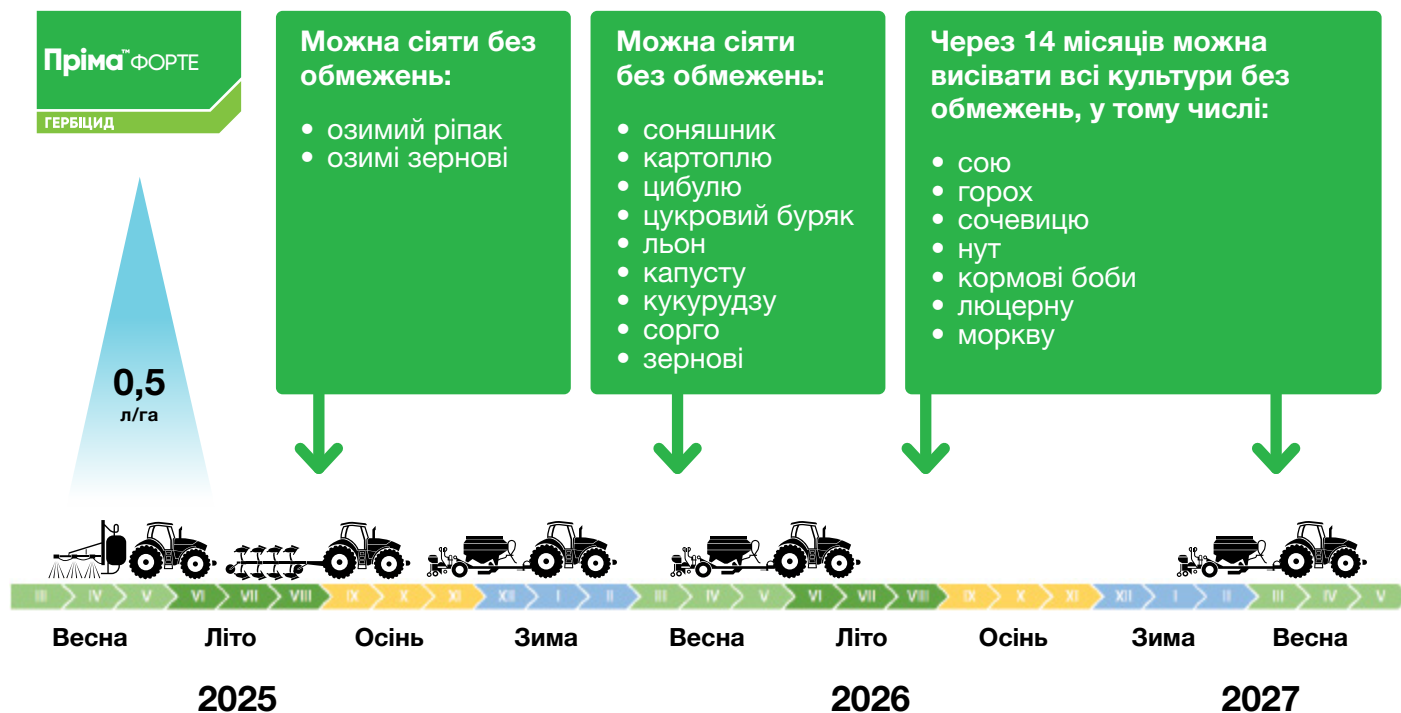 Пріма™ ФОРТЕ
ГЕРБІЦИД
0,5
л/га
Можна сіяти без
обмежень:
• озимий ріпак
• озимі зернові
Можна сіяти
без обмежень:
• соняшник
• картоплю
• цибулю
• цукровий буряк
• льон
• капусту
• кукурудзу
• сорго
• зернові
Через 14 місяців можна
висівати всі культури без
обмежень, у тому числі:
• сою
• горох
• сочевицю
• нут
• кормові боби
• люцерну
• моркву
III IV V VI VII VIII IX X XI XII I II III IV V VI VII VIII IX X XI XII I II III IV V
Весна Літо Осінь Зима Весна Літо Осінь Зима Весна
2025 2026 2027